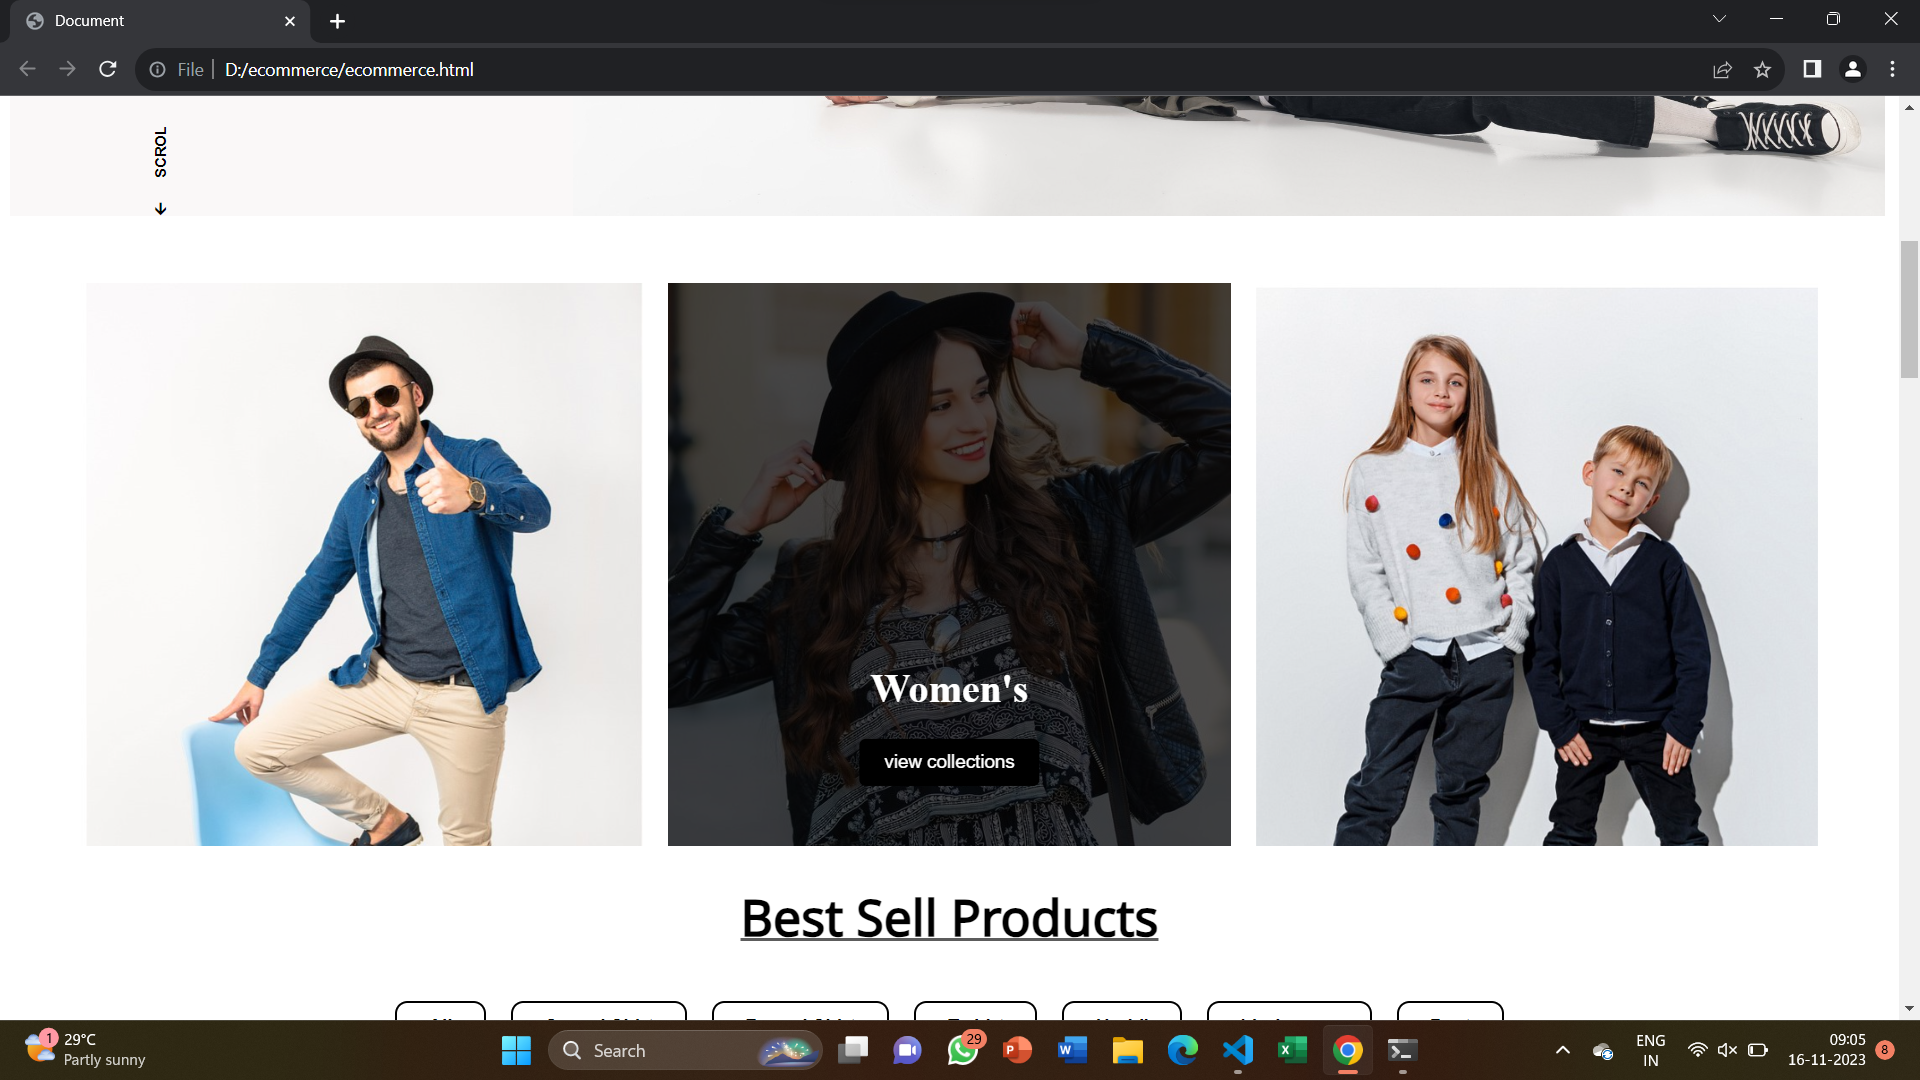 Document
File
D:/ecommerce/ecommerce.html
SCROL
Women's
view collections
Best Sell Products
1
29°C
Partly sunny
Search
29
ENG
IN
09:05
16-11-2023
8